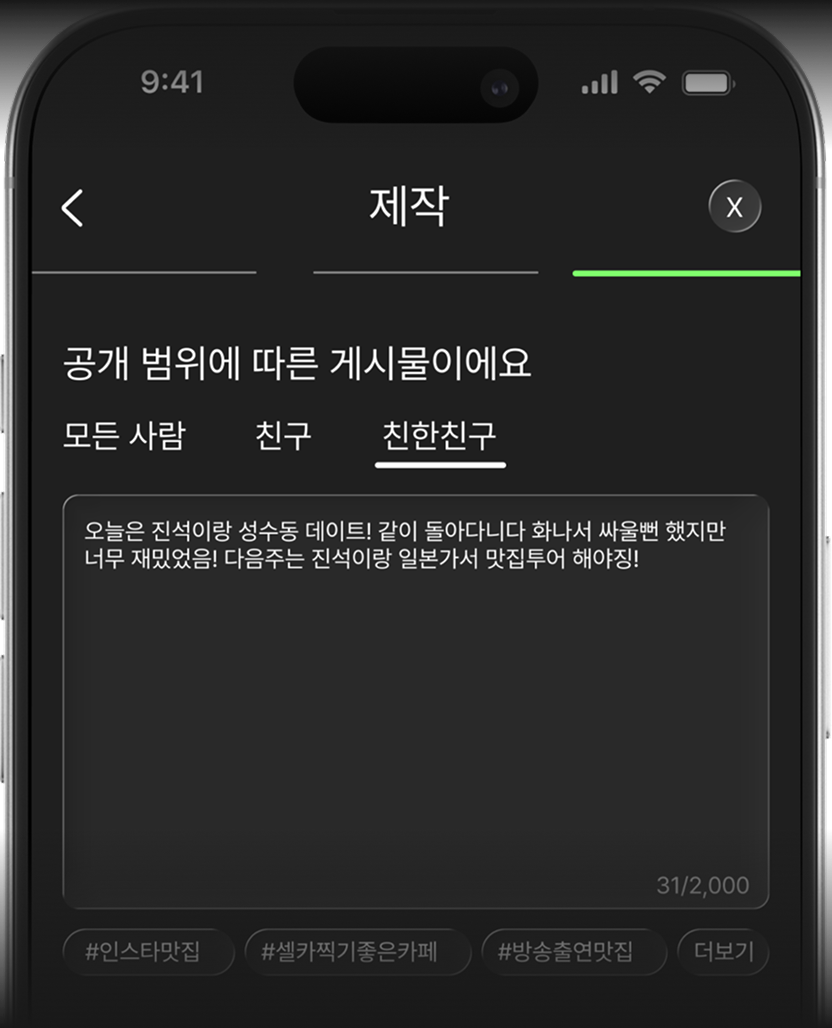 9:41
제작
X
공개 범위에 따른 게시물이에요
모든 사람 친구 친한친구
오늘은 진석이랑 성수동 데이트! 같이 돌아다니다 화나서 싸울뻔 했지만
너무 재밌었음! 다음주는 진석이랑 일본가서 맛집투어 해야징!
31/2,000
#인스타맛집 #셀카찍기좋은카페 #방송출연맛집 더보기